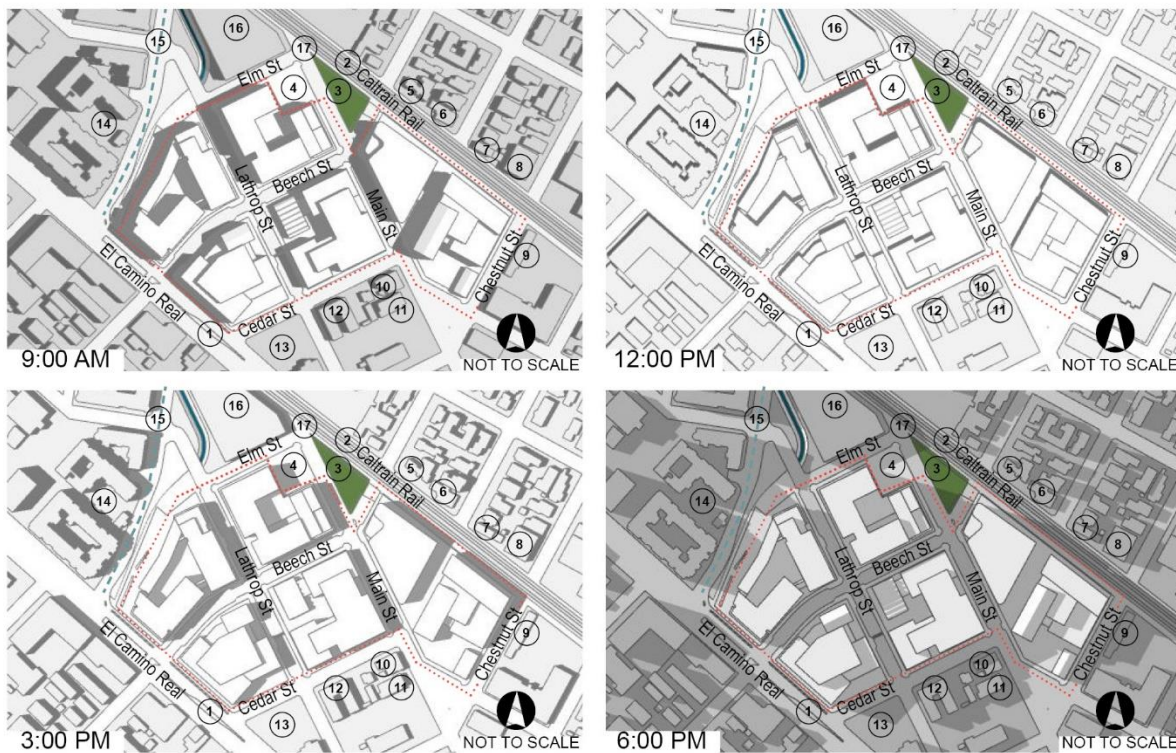 15
16
17
Elm St
2
Caltrain Rail
4
3
5
6
14
7
8
Lathrop St
Beech St
Main St
El Camino Real
Chestnut St
9
10
12
11
1
Cedar St
13
9:00 AM
NOT TO SCALE
15
16
17
Elm St
2
Caltrain Rail
4
3
5
6
14
7
8
Lathrop St
Beech St
Main St
El Camino Real
Chestnut St
9
10
12
11
1
Cedar St
13
12:00 PM
NOT TO SCALE
15
16
17
Elm St
2
Caltrain Rail
4
3
5
6
14
7
8
Lathrop St
Beech St
Main St
El Camino Real
Chestnut St
9
10
12
11
1
Cedar St
13
3:00 PM
NOT TO SCALE
15
16
17
Elm St
2
Caltrain Rail
4
3
5
6
14
7
8
Lathrop St
Beech St
Main St
El Camino Real
Chestnut St
9
10
12
11
1
Cedar St
13
6:00 PM
NOT TO SCALE